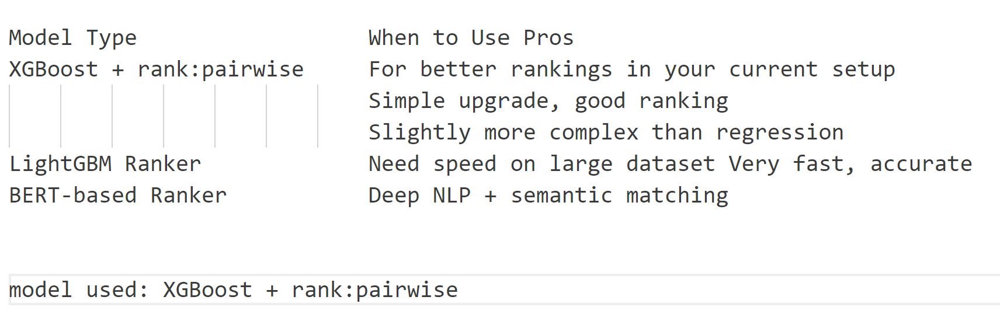 Model Type                  When to Use Pros
XGBoost + rank:pairwise     For better rankings in your current setup
                            Simple upgrade, good ranking
                            Slightly more complex than regression
LightGBM Ranker             Need speed on large dataset Very fast, accurate
BERT-based Ranker           Deep NLP + semantic matching
model used: XGBoost + rank:pairwise